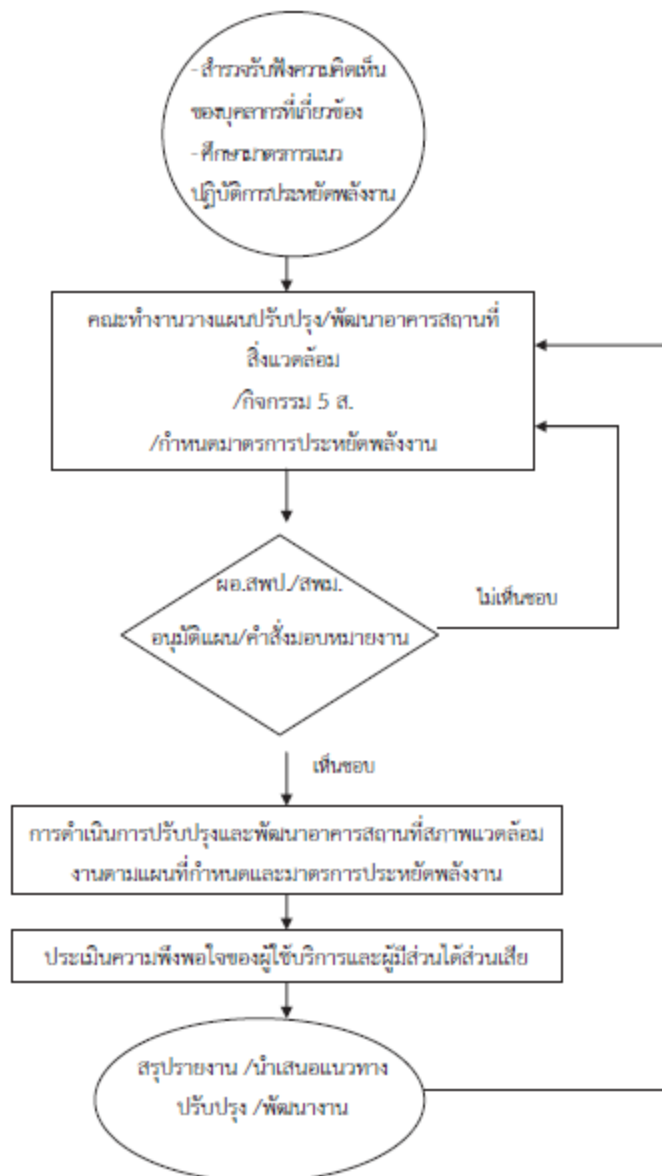 - สำรวจรับฟังความคิดเห็น
ของบุคลากรที่เกี่ยวข้อง
- ศึกษามาตรการแนว
ปฏิบัติการประหยัดพลังงาน
คณะทำงานวางแผนปรับปรุง/พัฒนาอาคารสถานที่
สิ่งแวดล้อม
/กิจกรรม 5 ส.
/กำหนดมาตรการประหยัดพลังงาน
ผอ.สพป./สพม.
อนุมัติแผน/คำสั่งมอบหมายงาน
ไม่เห็นชอบ
เห็นชอบ
การดำเนินการปรับปรุงและพัฒนาอาคารสถานที่สภาพแวดล้อม
งานตามแผนที่กำหนดและมาตรการประหยัดพลังงาน
ประเมินความพึงพอใจของผู้ใช้บริการและผู้มีส่วนได้ส่วนเสีย
สรุปรายงาน /นำเสนอแนวทาง
ปรับปรุง /พัฒนางาน